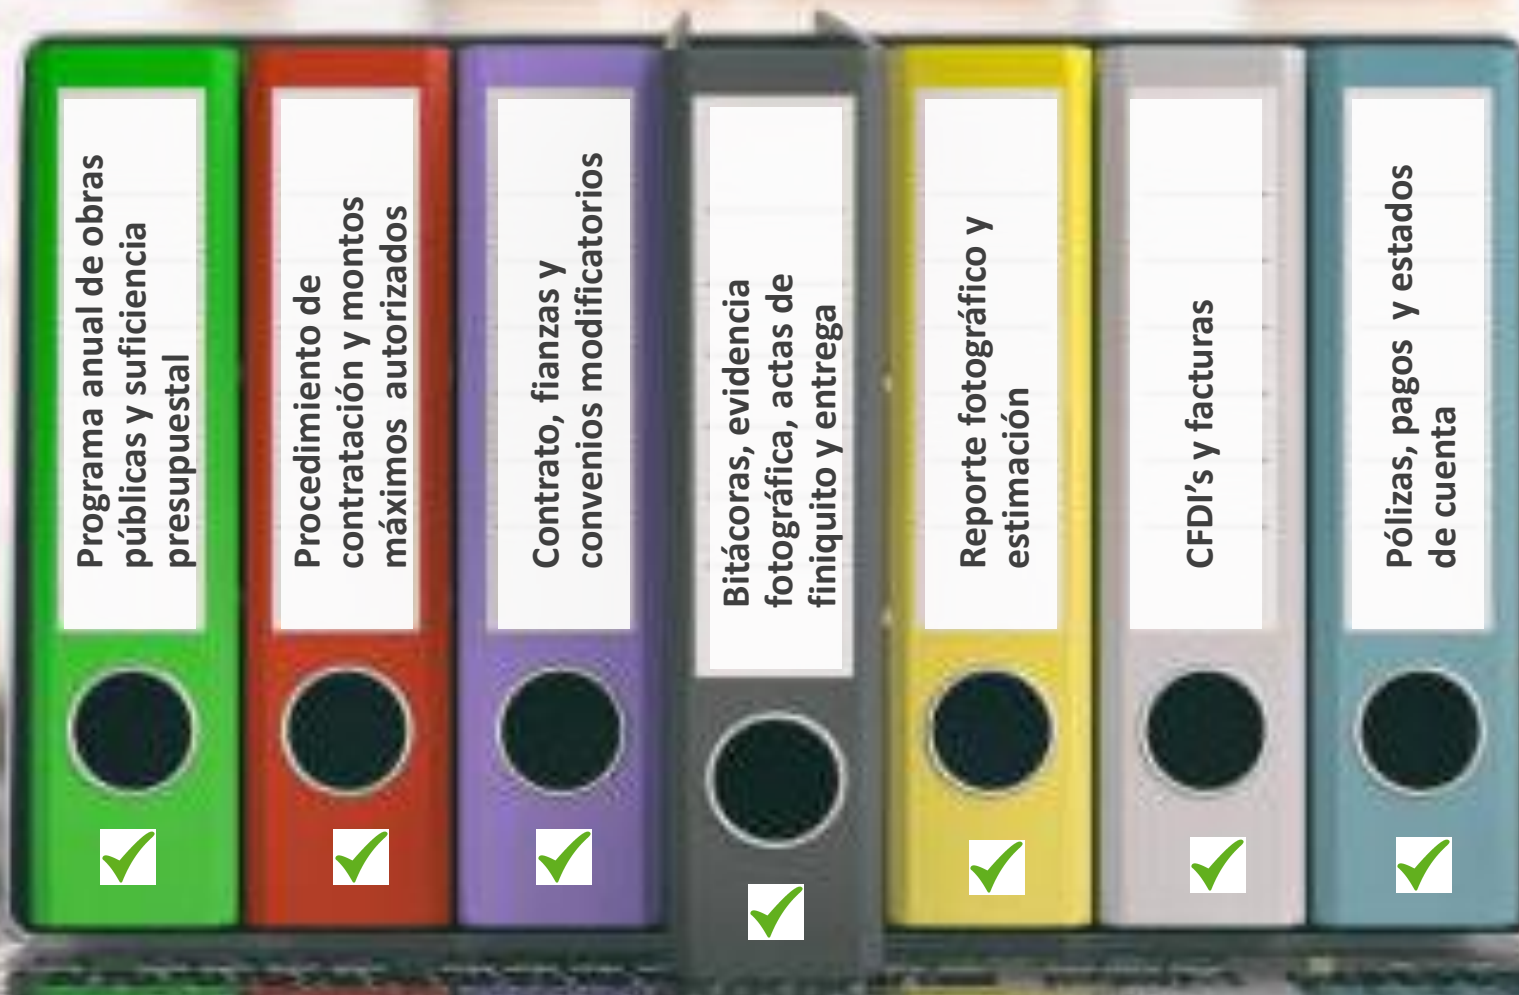 Programa anual de obras
públicas y suficiencia
presupuestal
Procedimiento de
contratación y montos
máximos autorizados
Contrato, fianzas y
convenios modificatorios
Bitácoras, evidencia
fotográfica, actas de
finiquito y entrega
Reporte fotográfico y
estimación
CFDI’s y facturas
Pólizas, pagos y estados
de cuenta